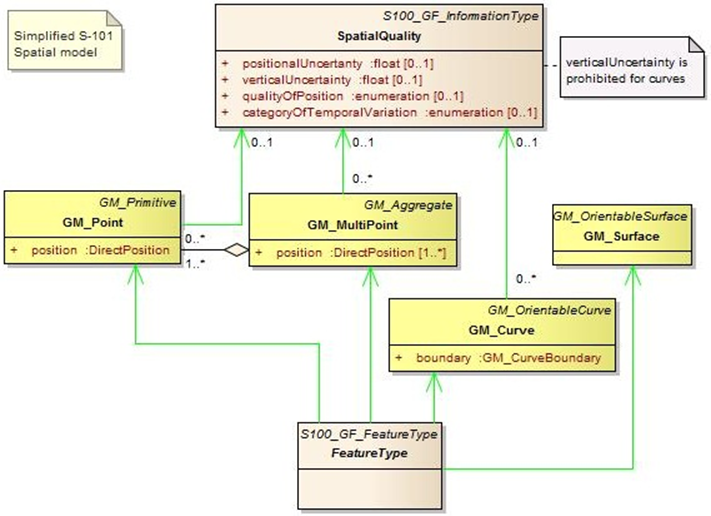 Simplified S-101
Spatial model
S100_GF_InformationType
SpatialQuality
+ positionalUncertanty :float [0..1]
+ verticalUncertainty :float [0..1]
+ qualityOfPosition :enumeration [0..1]
+ categoryOfTemporalVariation :enumeration [0..1]
verticalUncertainty is
prohibited for curves
0..1
0..1
0..1
0..*
GM_Primitive
GM_Point
+ position :DirectPosition
0..*
1..*
GM_Aggregate
GM_MultiPoint
+ position :DirectPosition [1..*]
GM_OrientableSurface
GM_Surface
0..*
GM_OrientableCurve
GM_Curve
+ boundary :GM_CurveBoundary
S100_GF_FeatureType
FeatureType